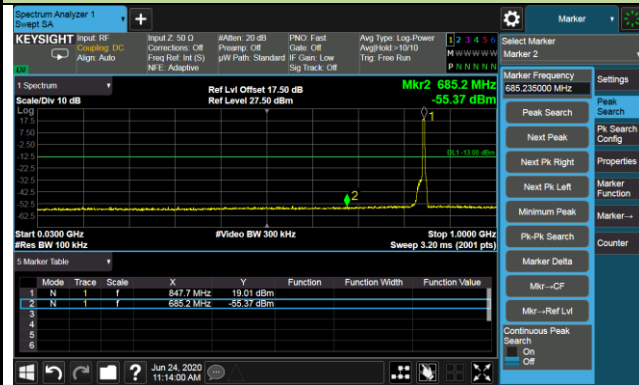 Spectrum Analyzer 1
Swept SA
+
Marker
KEYSIGHT
Input: RF
Coupling: DC
Align: Auto
Input Z: 50 Ω
Corrections: Off
Freq Ref: Int (S)
NFE: Adaptive
#Atten: 20 dB
Preamp: Off
µW Path: Standard
PNO: Fast
Gate: Off
IF Gain: Low
Sig Track: Off
Avg Type: Log-Power
Avg|Hold:>10/10
Trig: Free Run
1 2 3 4 5 6
M W W W W W
P N N N N N
Select Marker
Marker 2
1 Spectrum
Scale/Div 10 dB
Ref Lvl Offset 17.50 dB
Ref Level 27.50 dBm
Mkr2 685.2 MHz
-55.37 dBm
Log
17.5
7.50
-2.50
-12.5
-22.5
-32.5
-42.5
-52.5
-62.5
1
DL1 -13.00 dBm
2
Start 0.0300 GHz
#Res BW 100 kHz
#Video BW 300 kHz
Stop 1.0000 GHz
Sweep 3.20 ms (2001 pts)
5 Marker Table
Mode Trace Scale X Y Function Function Width Function Value
1 N 1 f 847.7 MHz 19.01 dBm
2 N 1 f 685.2 MHz -55.37 dBm
3
4
5
6
Marker Frequency
685.235000 MHz
Peak Search
Next Peak
Next Pk Right
Next Pk Left
Minimum Peak
Pk-Pk Search
Marker Delta
Mkr→CF
Mkr→Ref Lvl
Continuous Peak
Search
On
Off
Settings
Peak
Search
Pk Search
Config
Properties
Marker
Function
Marker→
Counter
?
Jun 24, 2020
11:14:00 AM